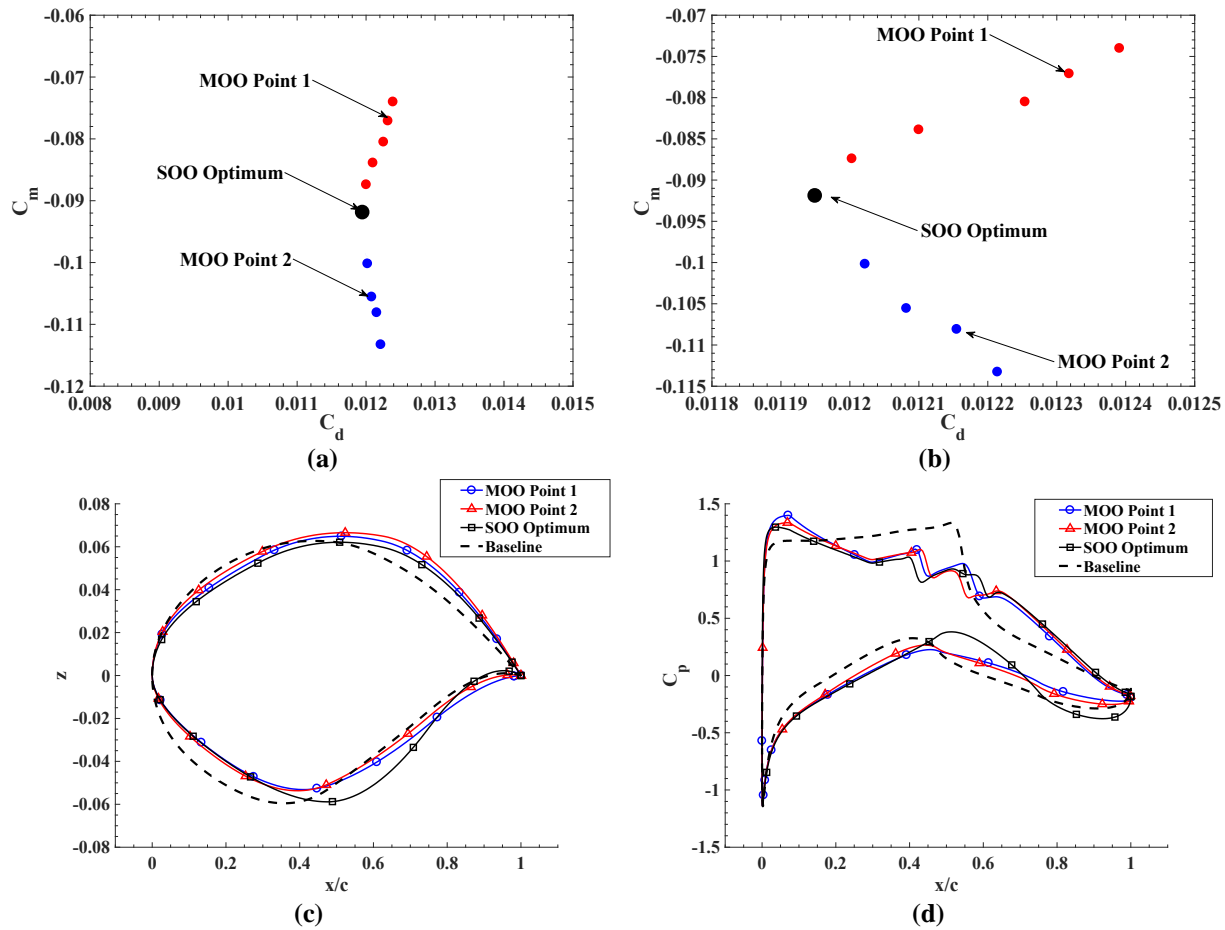 -0.06
-0.07
-0.08
-0.09
-0.1
-0.11
-0.12
C_m
MOO Point 1
SOO Optimum
MOO Point 2
0.008 0.009 0.01 0.011 0.012 0.013 0.014 0.015
C_d
(a)
-0.07
-0.075
-0.08
-0.085
-0.09
-0.095
-0.1
-0.105
-0.11
-0.115
C_m
MOO Point 1
SOO Optimum
MOO Point 2
0.0118 0.0119 0.012 0.0121 0.0122 0.0123 0.0124 0.0125
C_d
(b)
MOO Point 1
MOO Point 2
SOO Optimum
Baseline
0.08
0.06
0.04
0.02
0
-0.02
-0.04
-0.06
-0.08
z
0 0.2 0.4 0.6 0.8 1
x/c
(c)
MOO Point 1
MOO Point 2
SOO Optimum
Baseline
1.5
1
0.5
0
-0.5
-1
-1.5
C_p
0 0.2 0.4 0.6 0.8 1
x/c
(d)